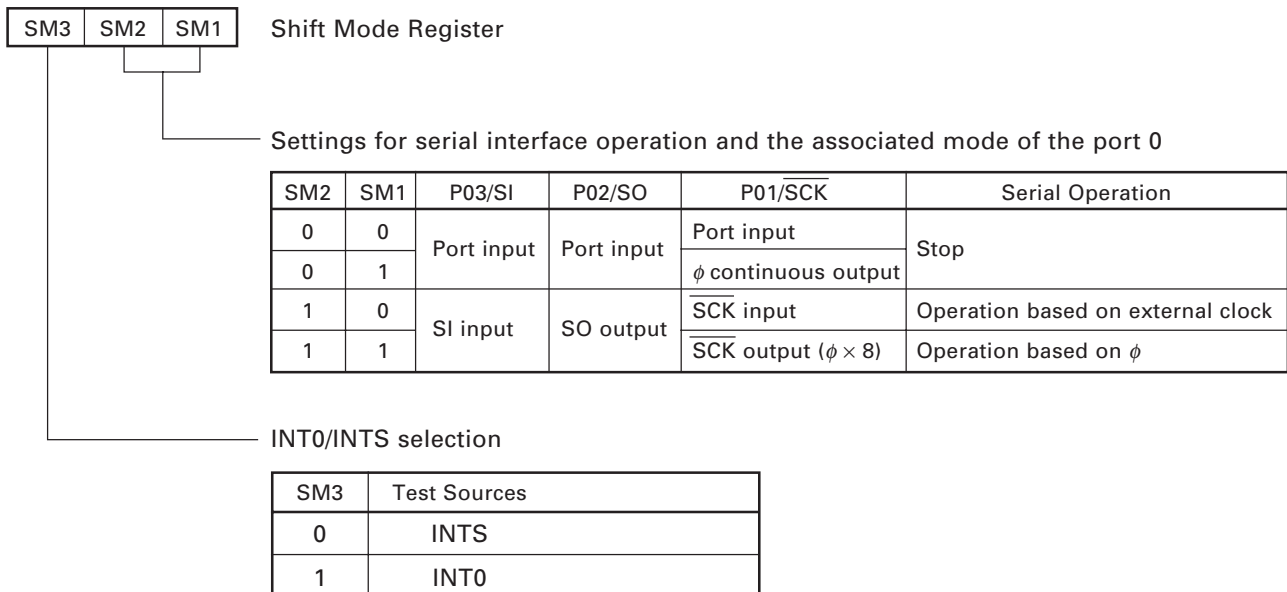 SM3 SM2 SM1 Shift Mode Register
Settings for serial interface operation and the associated mode of the port 0
SM2 SM1 P03/SI P02/SO P01/S̅C̅K̅ Serial Operation
0 0 Port input Port input Port input Stop
0 1 ϕ continuous output
1 0 SI input SO output S̅C̅K̅ input Operation based on external clock
1 1 S̅C̅K̅ output (ϕ × 8) Operation based on ϕ
INT0/INTS selection
SM3 Test Sources
0 INTS
1 INT0